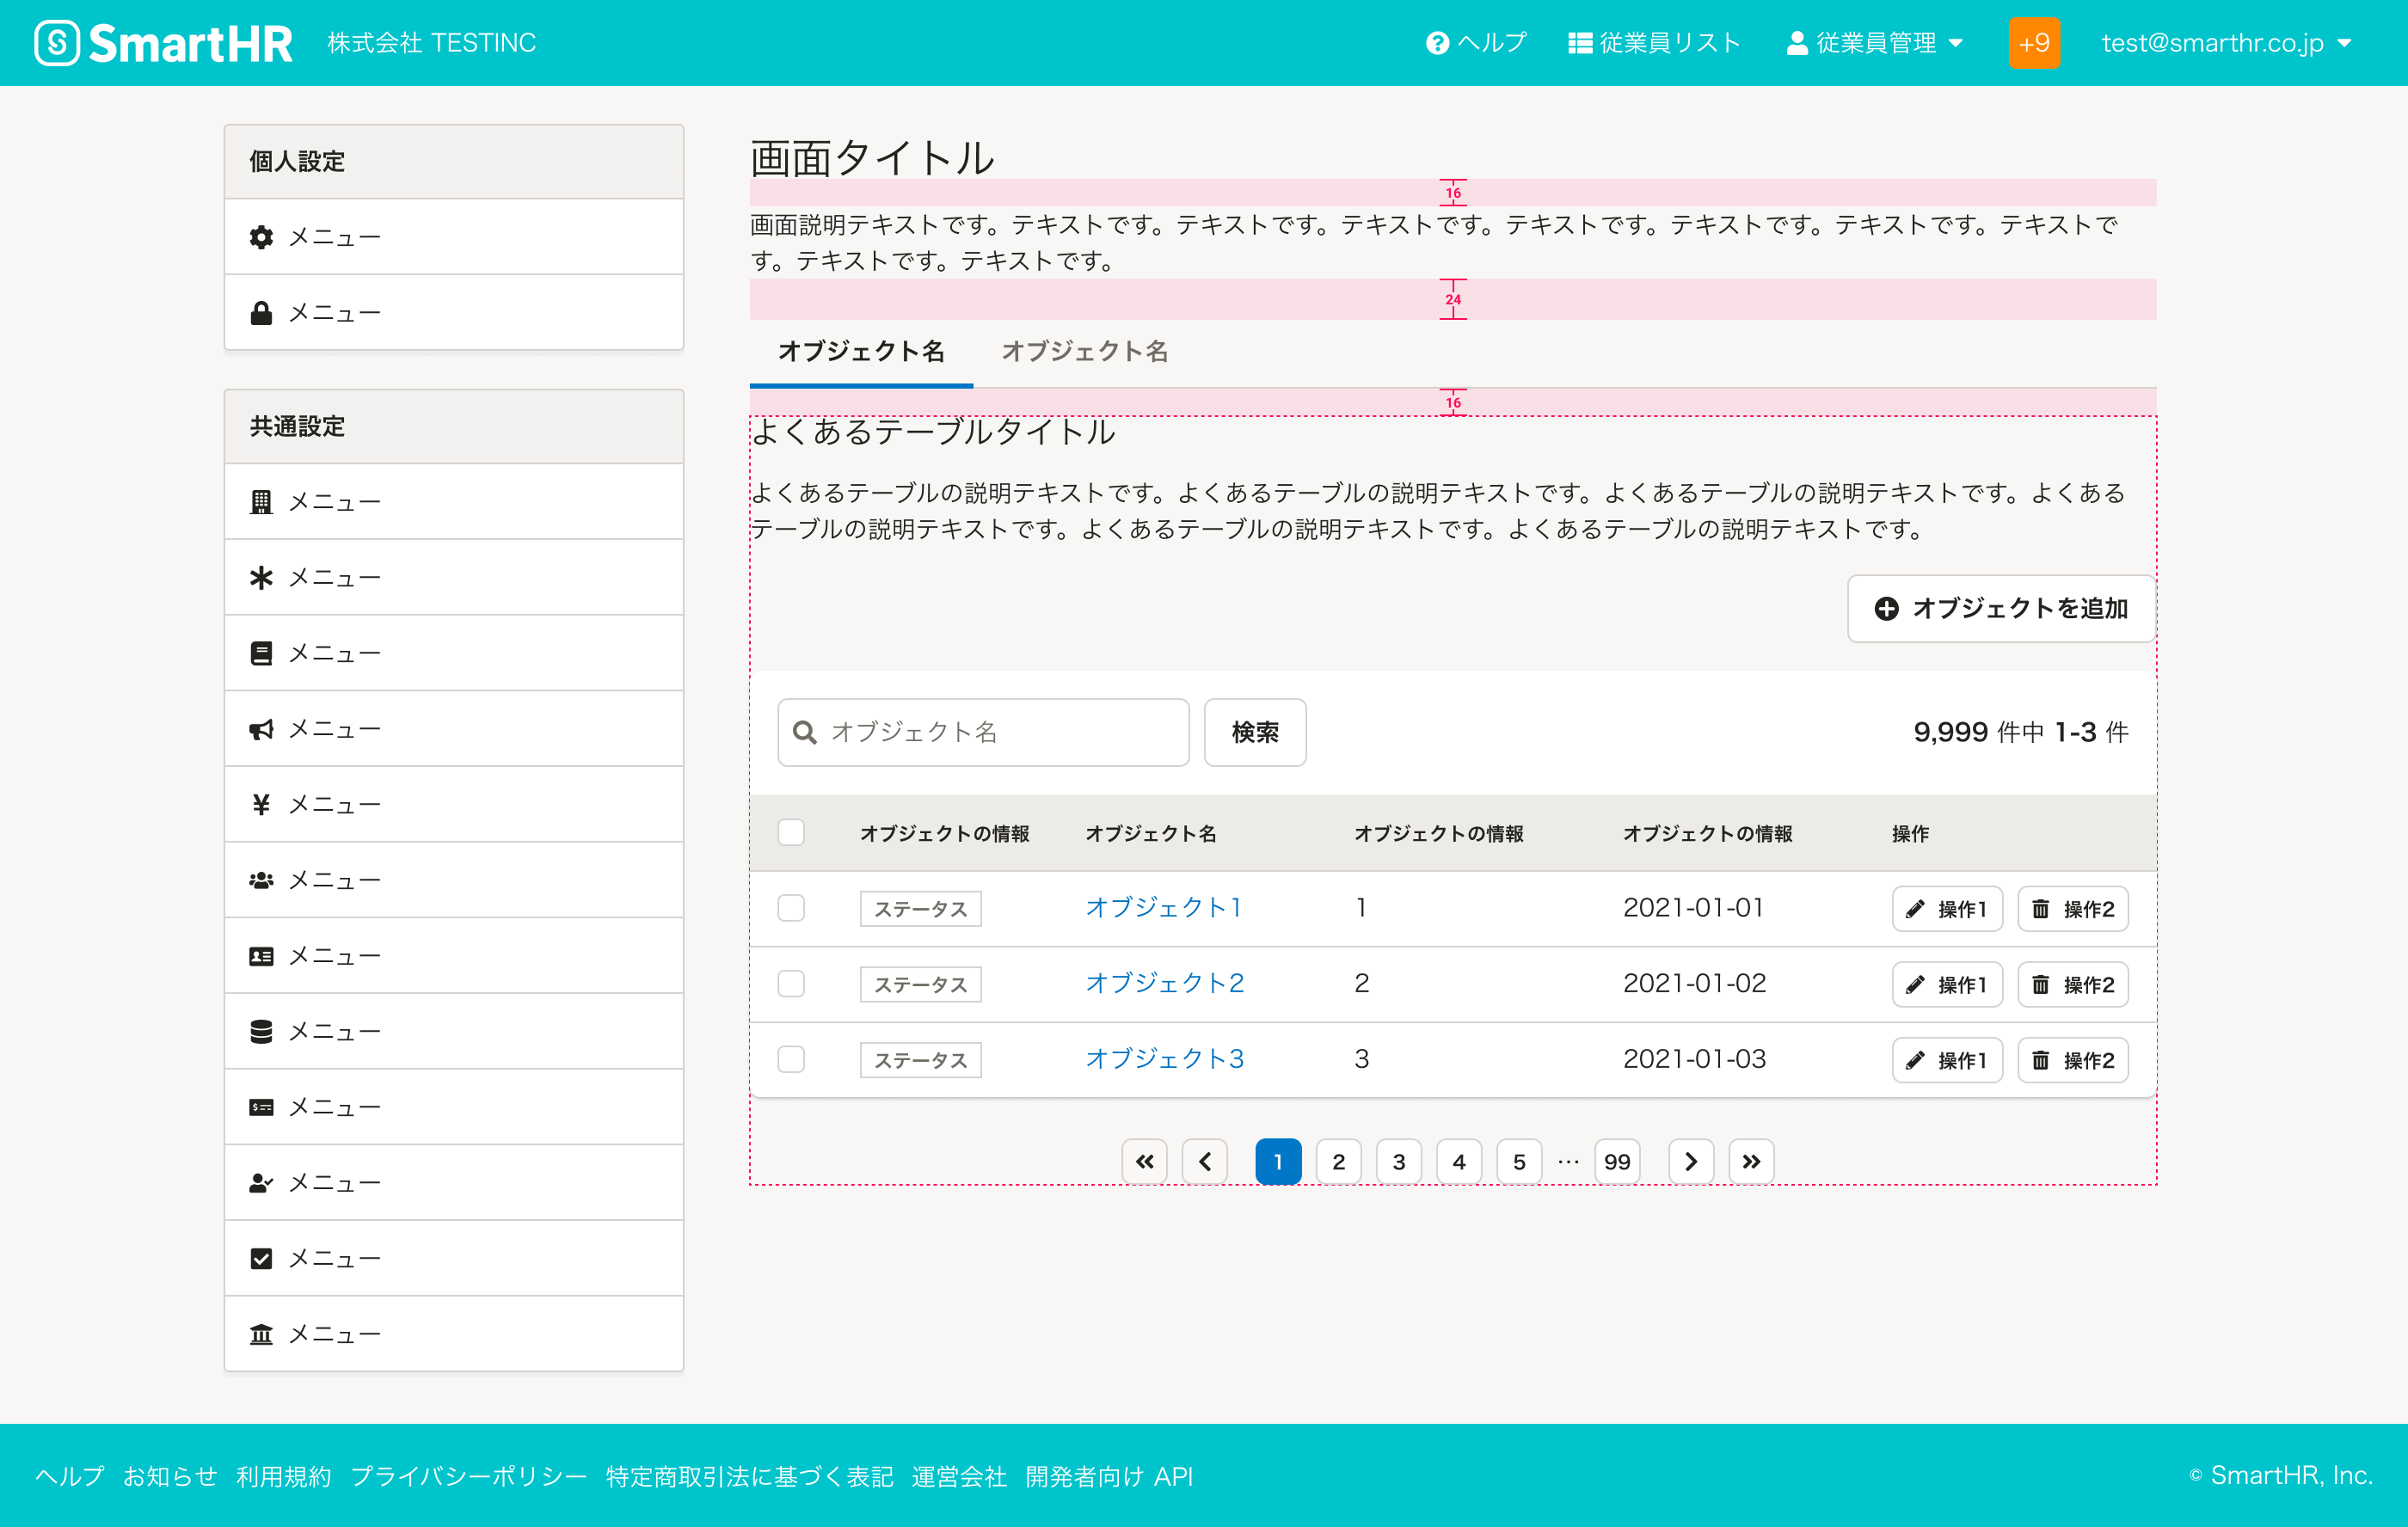 SmartHR 株式会社 TESTINC ヘルプ 従業員リスト 従業員管理 +9 test@smarthr.co.jp
個人設定
メニュー
メニュー
共通設定
メニュー
メニュー
メニュー
メニュー
メニュー
メニュー
メニュー
メニュー
メニュー
メニュー
メニュー
メニュー
画面タイトル
16
画面説明テキストです。テキストです。テキストです。テキストです。テキストです。テキストです。テキストです。テキストで
す。テキストです。テキストです。
24
オブジェクト名 オブジェクト名
16
よくあるテーブルタイトル
よくあるテーブルの説明テキストです。よくあるテーブルの説明テキストです。よくあるテーブルの説明テキストです。よくある
テーブルの説明テキストです。よくあるテーブルの説明テキストです。よくあるテーブルの説明テキストです。
オブジェクトを追加
オブジェクト名 検索 9,999 件中 1-3 件
オブジェクトの情報 オブジェクト名 オブジェクトの情報 オブジェクトの情報 操作
ステータス オブジェクト1 1 2021-01-01 操作1 操作2
ステータス オブジェクト2 2 2021-01-02 操作1 操作2
ステータス オブジェクト3 3 2021-01-03 操作1 操作2
1 2 3 4 5 … 99
ヘルプ お知らせ 利用規約 プライバシーポリシー 特定商取引法に基づく表記 運営会社 開発者向け API © SmartHR, Inc.